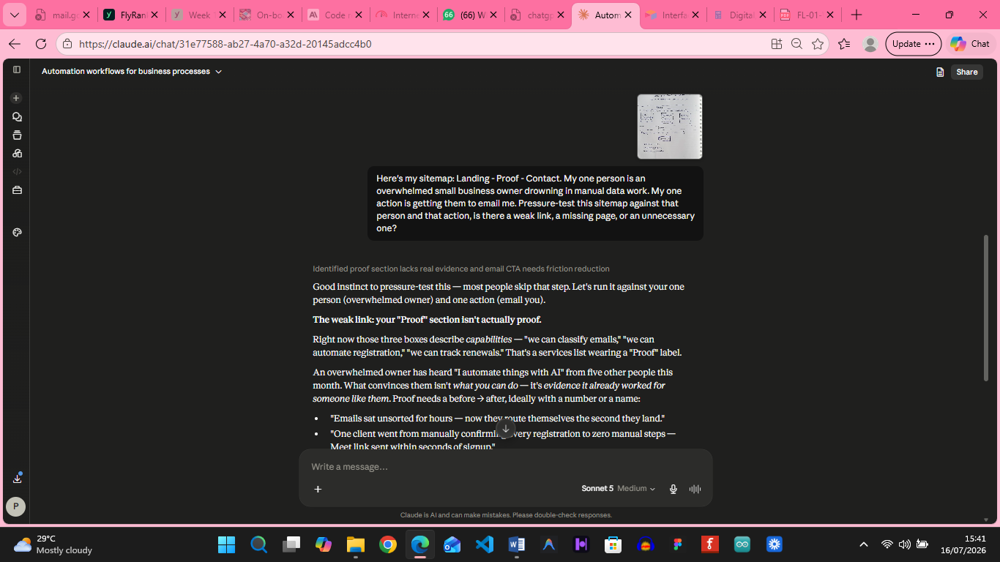 mail.gc
FlyRank
Week
On-bo
Code r
Interne
(66) W
chatgp
Autom
Interfa
Digital
FL-01-
https://claude.ai/chat/31e77588-ab27-4a70-a32d-20145adcc4b0
Update
Chat
Automation workflows for business processes
Share
Here's my sitemap: Landing - Proof - Contact. My one person is an
overwhelmed small business owner drowning in manual data work. My one
action is getting them to email me. Pressure-test this sitemap against that
person and that action, is there a weak link, a missing page, or an unnecessary
one?
Identified proof section lacks real evidence and email CTA needs friction reduction
Good instinct to pressure-test this — most people skip that step. Let's run it against your one
person (overwhelmed owner) and one action (email you).
The weak link: your "Proof" section isn't actually proof.
Right now those three boxes describe capabilities — "we can classify emails," "we can
automate registration," "we can track renewals." That's a services list wearing a "Proof" label.
An overwhelmed owner has heard "I automate things with AI" from five other people this
month. What convinces them isn't what you can do — it's evidence it already worked for
someone like them. Proof needs a before → after, ideally with a number or a name:
• "Emails sat unsorted for hours — now they route themselves the second they land."
• "One client went from manually confirming every registration to zero manual steps —
Meet link sent within seconds of signup."
Write a message...
Sonnet 5 Medium
Claude is AI and can make mistakes. Please double-check responses.
P
29°C
Mostly cloudy
15:41
16/07/2026